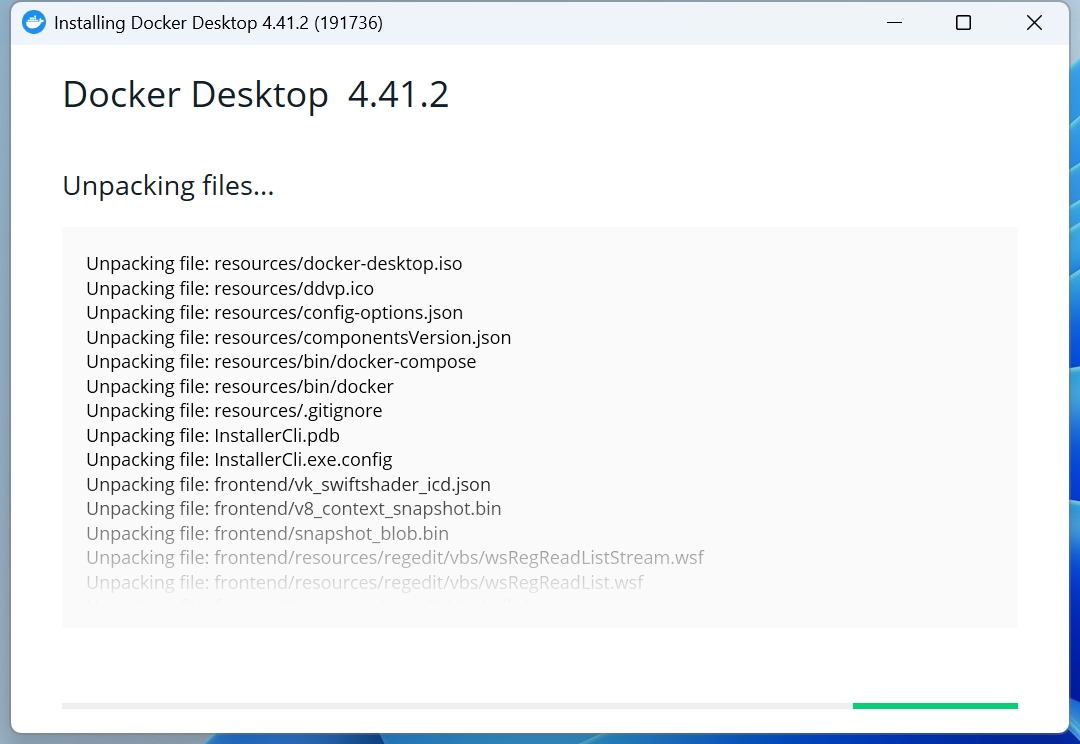 Installing Docker Desktop 4.41.2 (191736)
Docker Desktop 4.41.2
Unpacking files...
Unpacking file: resources/docker-desktop.iso
Unpacking file: resources/ddvp.ico
Unpacking file: resources/config-options.json
Unpacking file: resources/componentsVersion.json
Unpacking file: resources/bin/docker-compose
Unpacking file: resources/bin/docker
Unpacking file: resources/.gitignore
Unpacking file: InstallerCli.pdb
Unpacking file: InstallerCli.exe.config
Unpacking file: frontend/vk_swiftshader_icd.json
Unpacking file: frontend/v8_context_snapshot.bin
Unpacking file: frontend/snapshot_blob.bin
Unpacking file: frontend/resources/regedit/vbs/wsRegReadListStream.wsf
Unpacking file: frontend/resources/regedit/vbs/wsRegReadList.wsf